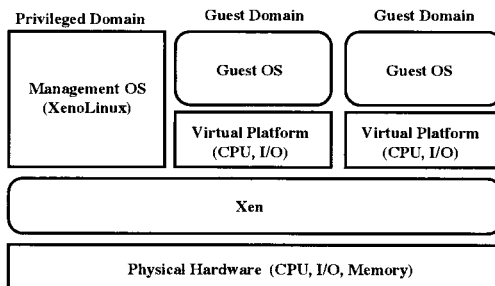 Privileged Domain
Guest Domain
Guest Domain
Management OS
(XenoLinux)
Guest OS
Guest OS
Virtual Platform
(CPU, I/O)
Virtual Platform
(CPU, I/O)
Xen
Physical Hardware (CPU, I/O, Memory)